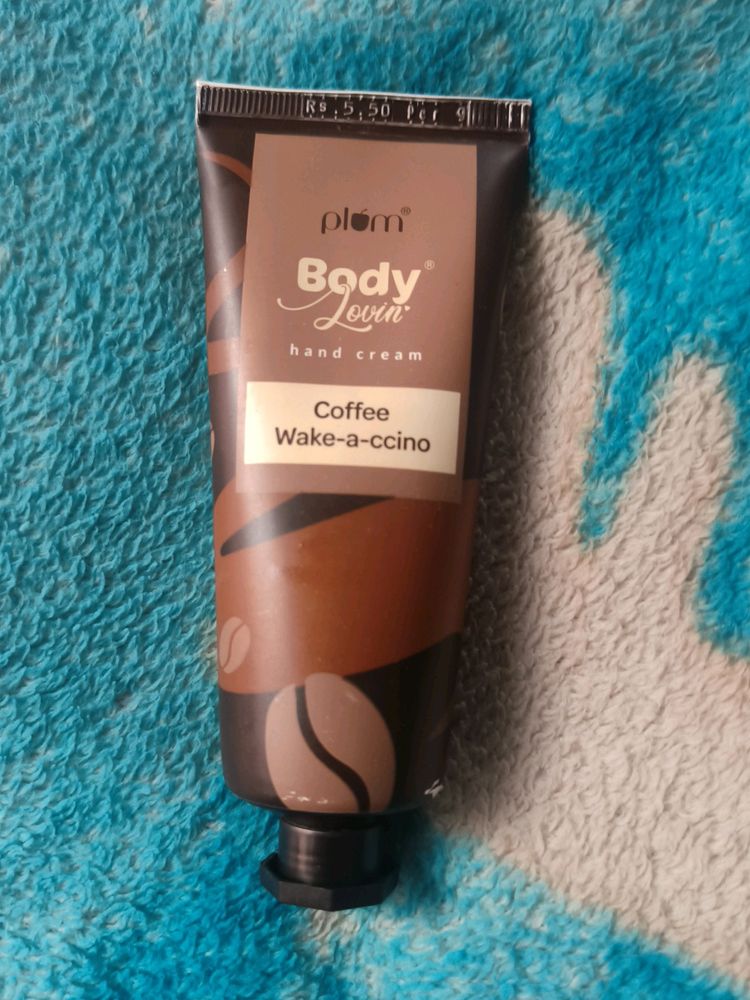 Rs 5.50 Per g
plum®
Body®
Lovin'
hand cream
Coffee
Wake-a-ccino